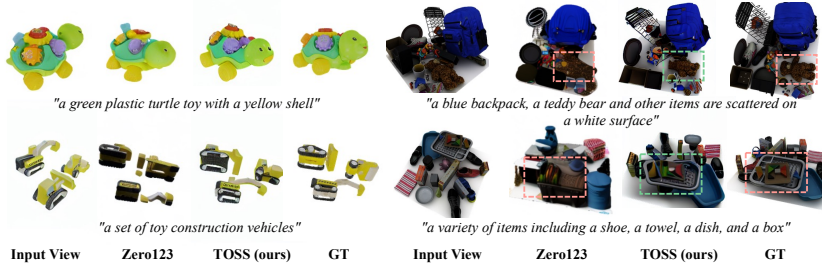 "a green plastic turtle toy with a yellow shell"
"a blue backpack, a teddy bear and other items are scattered on
a white surface"
"a set of toy construction vehicles"
"a variety of items including a shoe, a towel, a dish, and a box"
Input View Zero123 TOSS (ours) GT Input View Zero123 TOSS (ours) GT